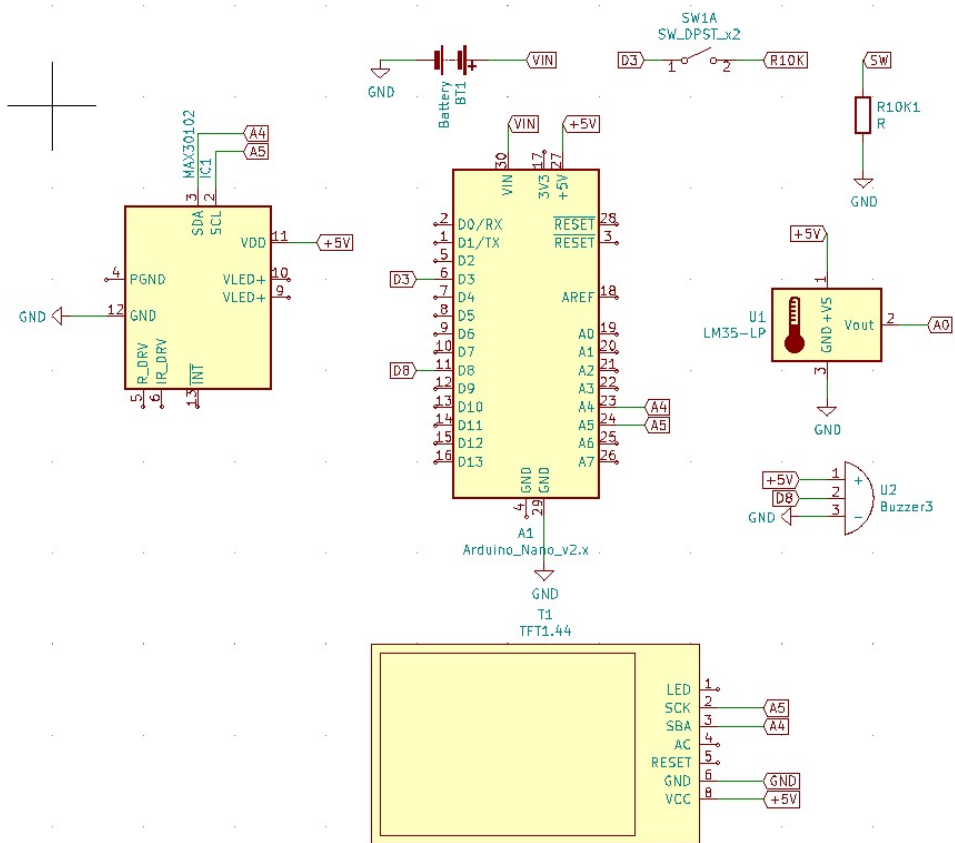 SW1A
SW_DPST_x2
D3
1
2
R10K
GND
Battery
BT1
+
VIN
SW
R10K1
R
GND
MAX30102
IC1
A4
A5
3
2
SDA
SCL
VDD
11
+5V
4
PGND
VLED+
10
VLED+
9
GND
12
GND
R_DRV
IR_DRV
INT
5
6
13
VIN
+5V
30
17
27
VIN
3V3
+5V
2
D0/RX
RESET
28
1
D1/TX
RESET
3
5
D2
D3
6
D3
7
D4
AREF
18
8
D5
9
D6
A0
19
10
D7
A1
20
D8
11
D8
A2
21
12
D9
A3
22
13
D10
A4
23
A4
14
D11
A5
24
A5
15
D12
A6
25
16
D13
A7
26
GND
GND
4
29
A1
Arduino_Nano_v2.x
GND
+5V
1
U1
LM35-LP
GND
+VS
Vout
2
A0
3
GND
+5V
1
+
U2
D8
2
Buzzer3
GND
3
−
T1
TFT1.44
LED
1
SCK
2
A5
SBA
3
A4
AC
4
RESET
5
GND
6
GND
VCC
8
+5V